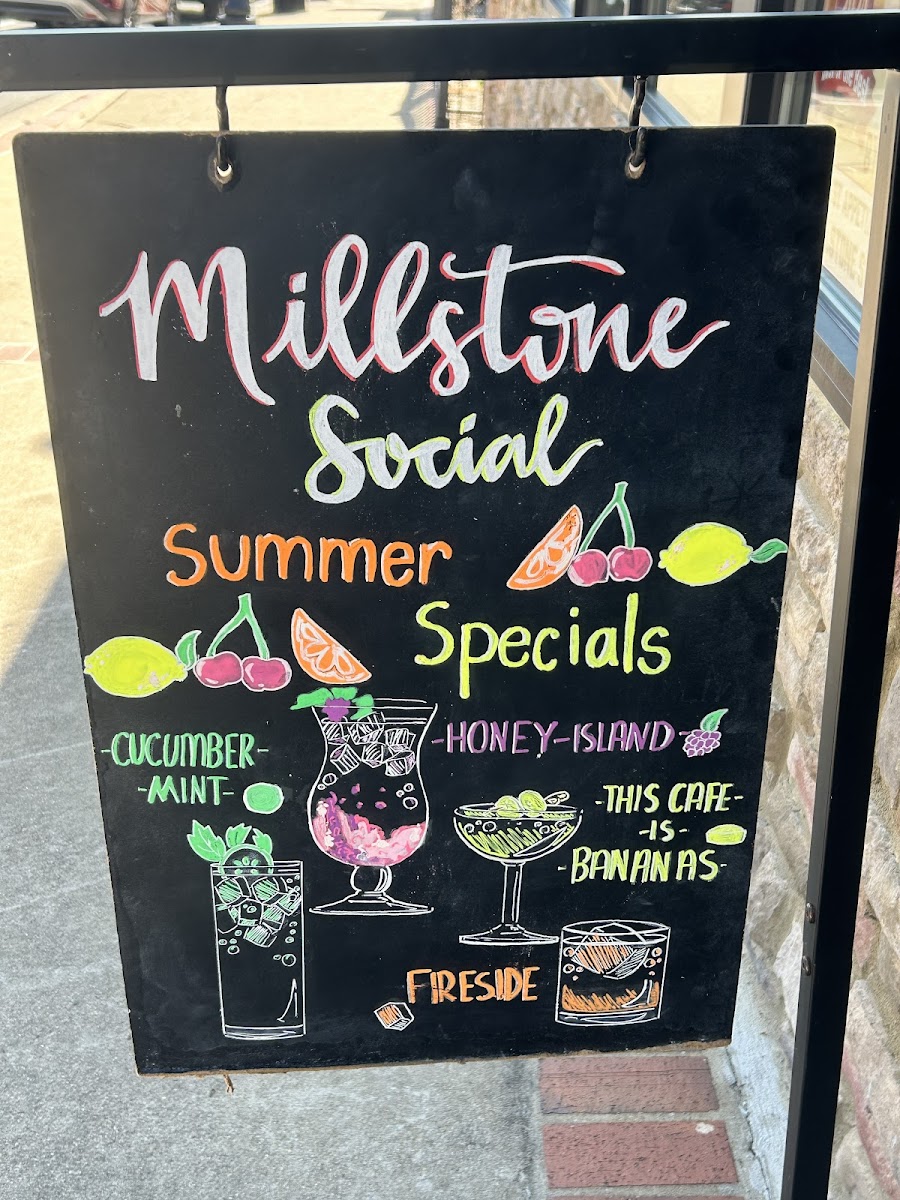 Millstone
Social
Summer
Specials
-CUCUMBER-
-MINT-
-HONEY-ISLAND-
-THIS CAFE-
-IS-
-BANANAS-
FIRESIDE